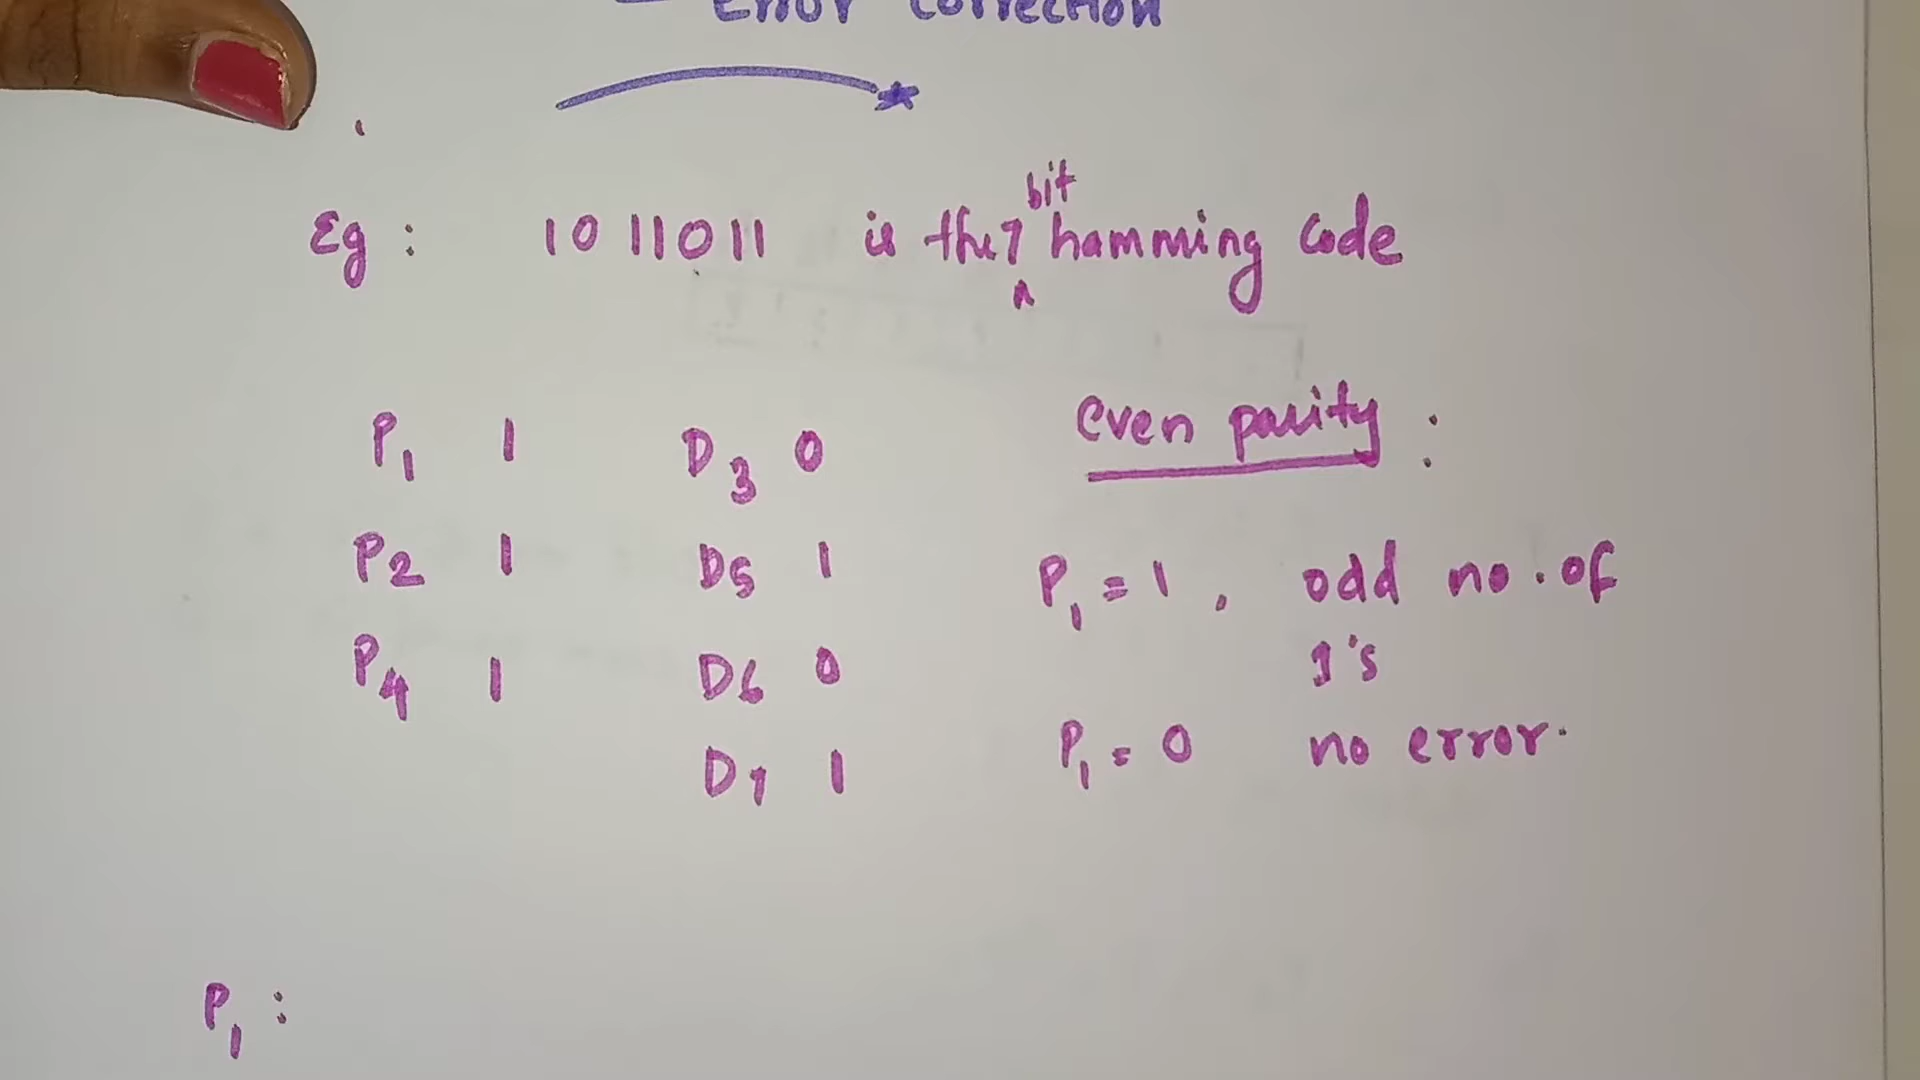 - Error Correction
Eg : 1011011 is the 7 bit hamming code
P1 1 D3 0 even parity :
P2 1 D5 1 P1 = 1 , odd no. of
1's
P4 1 D6 0
P1 = 0 no error.
D7 1
P1 :